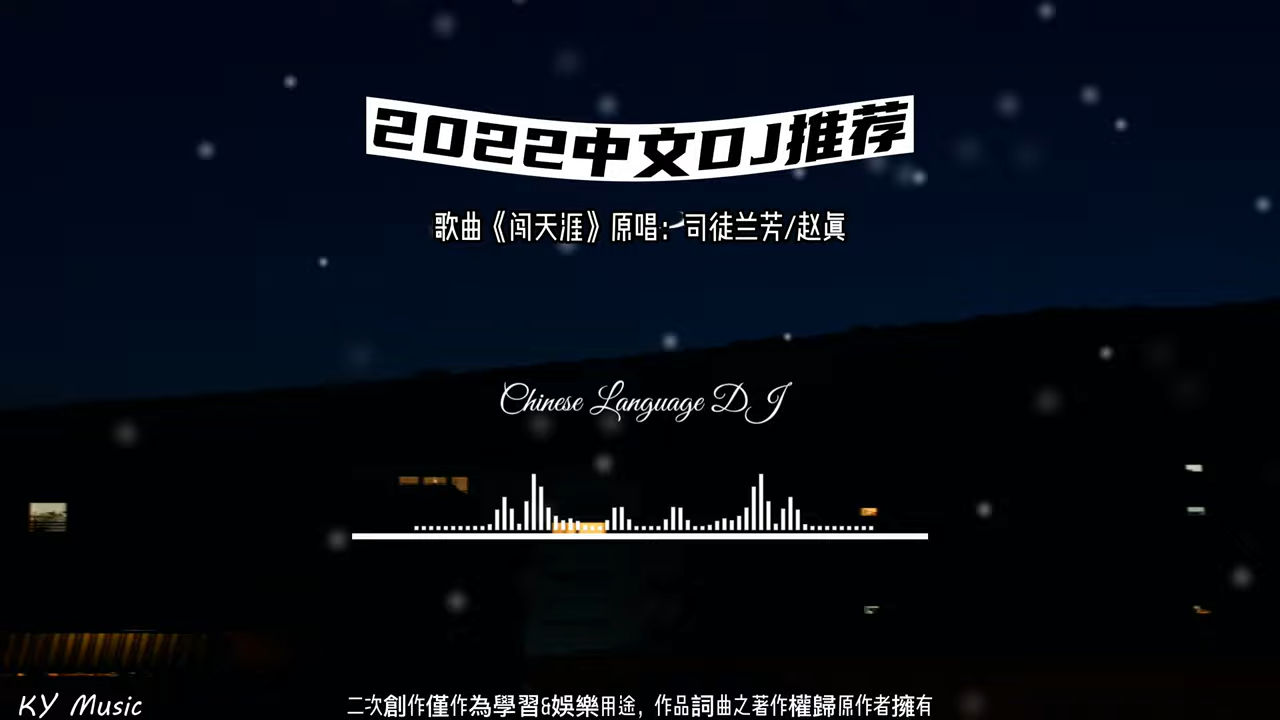 2022中文DJ推荐
歌曲《闯天涯》原唱：司徒兰芳/赵真
Chinese Language DJ
KY Music
二次創作僅作為學習&娛樂用途，作品詞曲之著作權歸原作者擁有